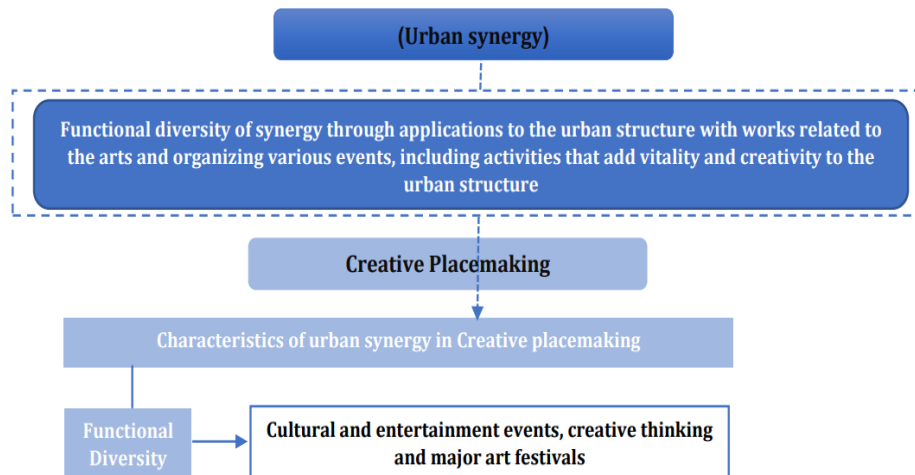 (Urban synergy)
Functional diversity of synergy through applications to the urban structure with works related to
the arts and organizing various events, including activities that add vitality and creativity to the
urban structure
Creative Placemaking
Characteristics of urban synergy in Creative placemaking
Functional
Diversity
Cultural and entertainment events, creative thinking
and major art festivals